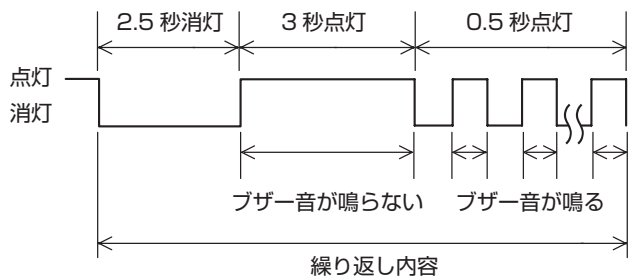 2.5 秒消灯 3 秒点灯 0.5 秒点灯
点灯
消灯
ブザー音が鳴らない ブザー音が鳴る
繰り返し内容